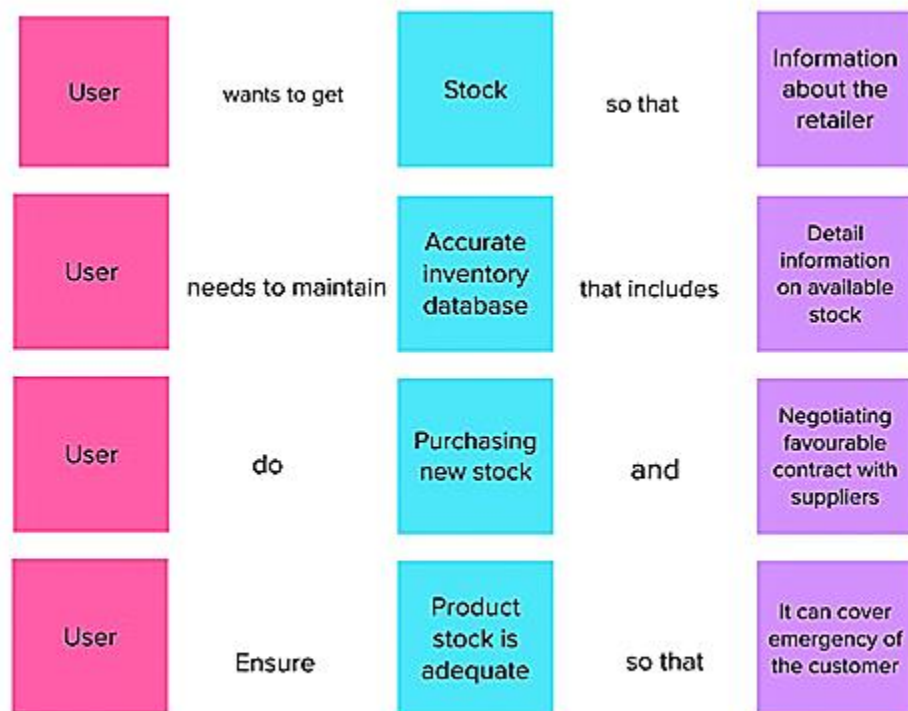 User
wants to get
Stock
so that
Information
about the
retailer
User
needs to maintain
Accurate
inventory
database
that includes
Detail
information
on available
stock
User
do
Purchasing
new stock
and
Negotiating
favourable
contract with
suppliers
User
Ensure
Product
stock is
adequate
so that
It can cover
emergency of
the customer